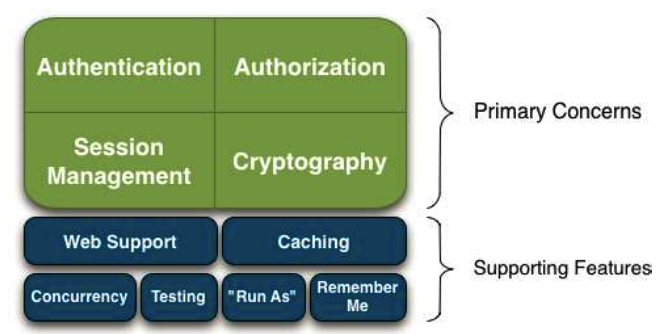 Authentication
Authorization
Session
Management
Cryptography
Primary Concerns
Web Support
Caching
Concurrency
Testing
"Run As"
Remember
Me
Supporting Features